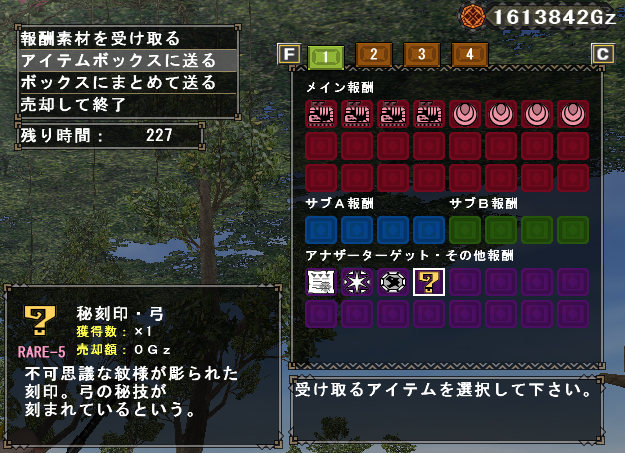 1613842Gz
報酬素材を受け取る
アイテムボックスに送る
ボックスにまとめて送る
売却して終了
残り時間： 227
F 1 2 3 4 C
メイン報酬
サブA報酬 サブB報酬
アナザーターゲット・その他報酬
秘刻印・弓
獲得数：×1
RARE-5 売却額：0Gz
不可思議な紋様が彫られた
刻印。弓の秘技が
刻まれているという。
受け取るアイテムを選択して下さい。